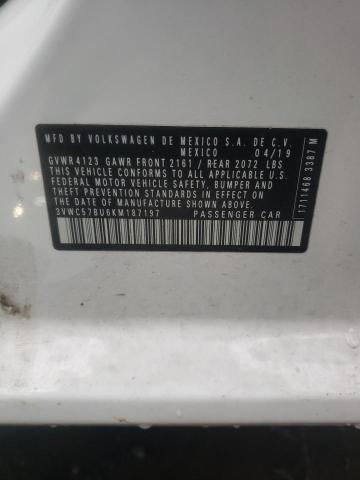 MFD BY VOLKSWAGEN DE MEXICO S.A. DE C.V.
MEXICO 04/19
GVWR 4123 GAWR FRONT 2161 / REAR 2072 LBS
THIS VEHICLE CONFORMS TO ALL APPLICABLE U.S.
FEDERAL MOTOR VEHICLE SAFETY, BUMPER AND
THEFT PREVENTION STANDARDS IN EFFECT ON THE
DATE OF MANUFACTURE SHOWN ABOVE.
3VWC57BU6KM187197 PASSENGER CAR
1711468 3387 M